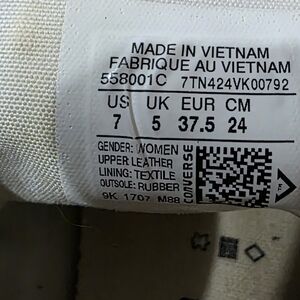 MADE IN VIETNAM
FABRIQUE AU VIETNAM
558001C 7TN424VK00792
US UK EUR CM
7 5 37.5 24
GENDER: WOMEN
UPPER LEATHER
LINING: TEXTILE
OUTSOLE: RUBBER
9K 1707 M88
CONVERSE